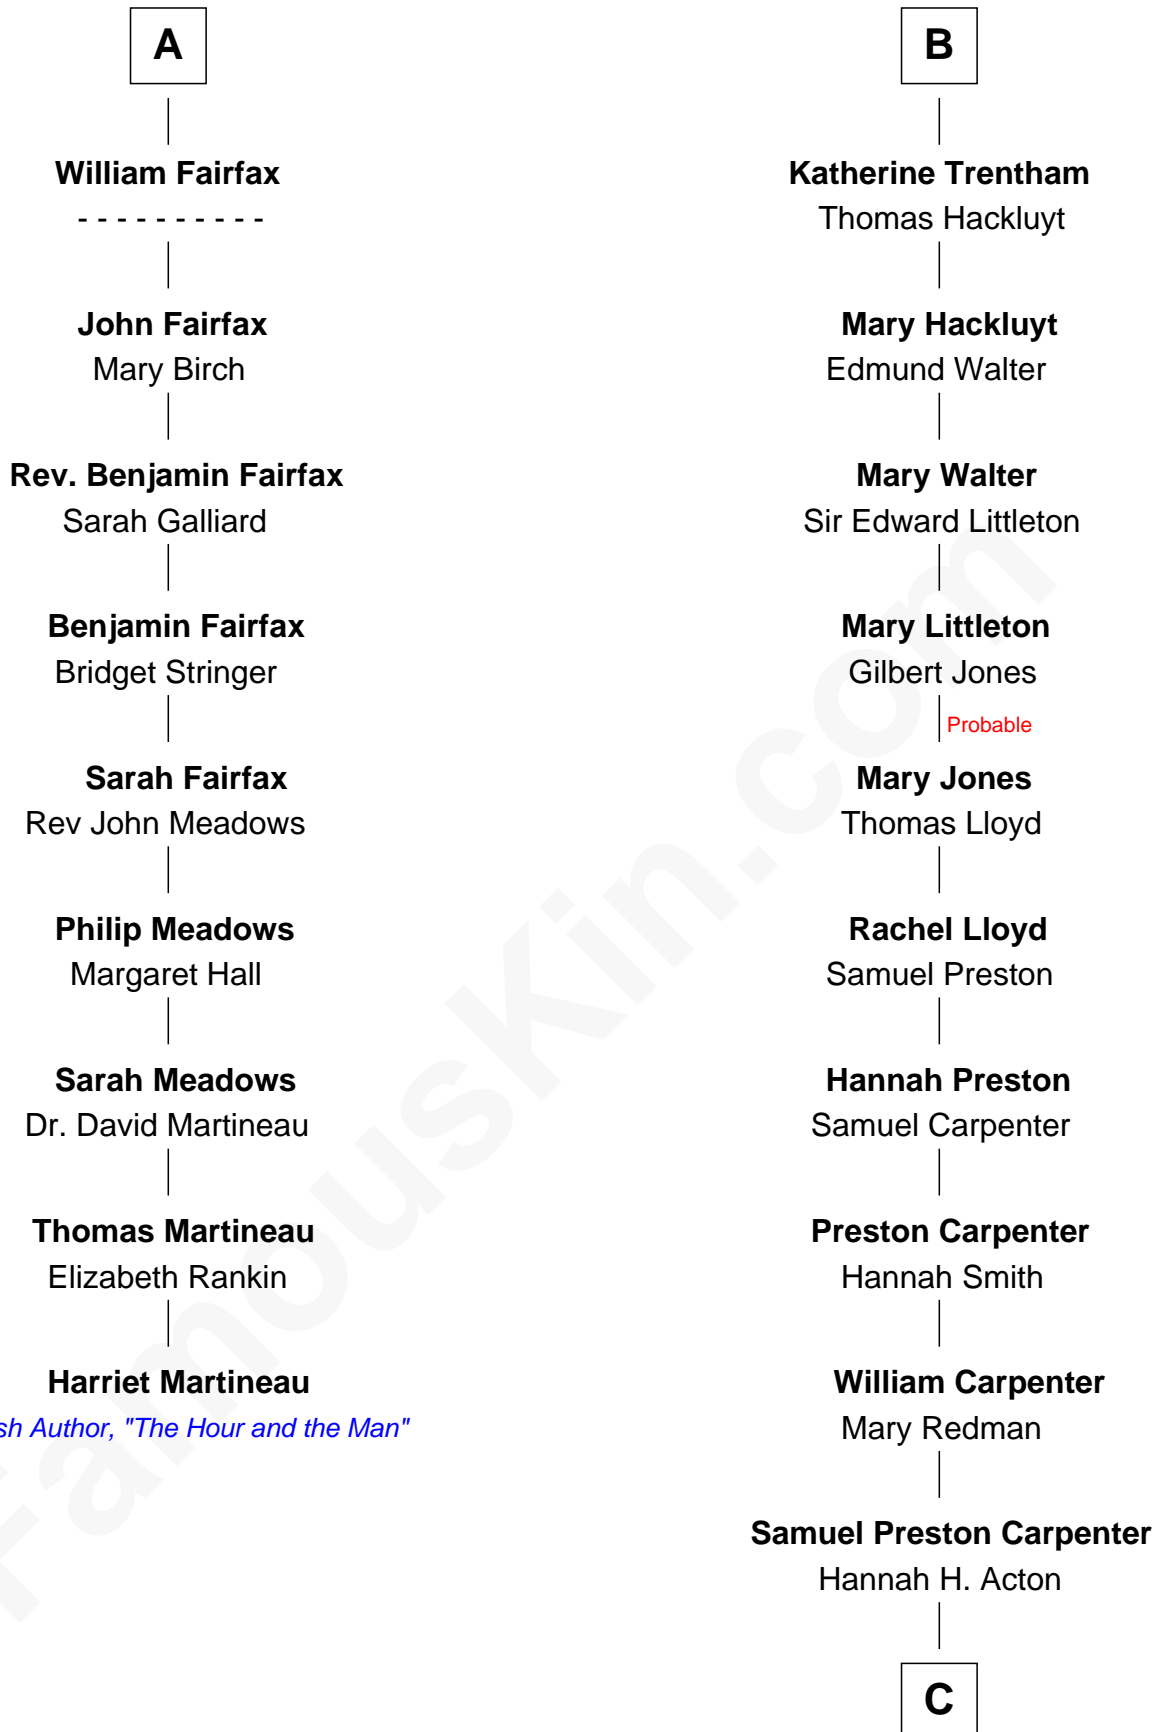 A
William Fairfax
- - - - - - - - - -
John Fairfax
Mary Birch
Rev. Benjamin Fairfax
Sarah Galliard
Benjamin Fairfax
Bridget Stringer
Sarah Fairfax
Rev John Meadows
Philip Meadows
Margaret Hall
Sarah Meadows
Dr. David Martineau
Thomas Martineau
Elizabeth Rankin
Harriet Martineau
sh Author, "The Hour and the Man"
B
Katherine Trentham
Thomas Hackluyt
Mary Hackluyt
Edmund Walter
Mary Walter
Sir Edward Littleton
Mary Littleton
Gilbert Jones
Probable
Mary Jones
Thomas Lloyd
Rachel Lloyd
Samuel Preston
Hannah Preston
Samuel Carpenter
Preston Carpenter
Hannah Smith
William Carpenter
Mary Redman
Samuel Preston Carpenter
Hannah H. Acton
C
FamousKin.com